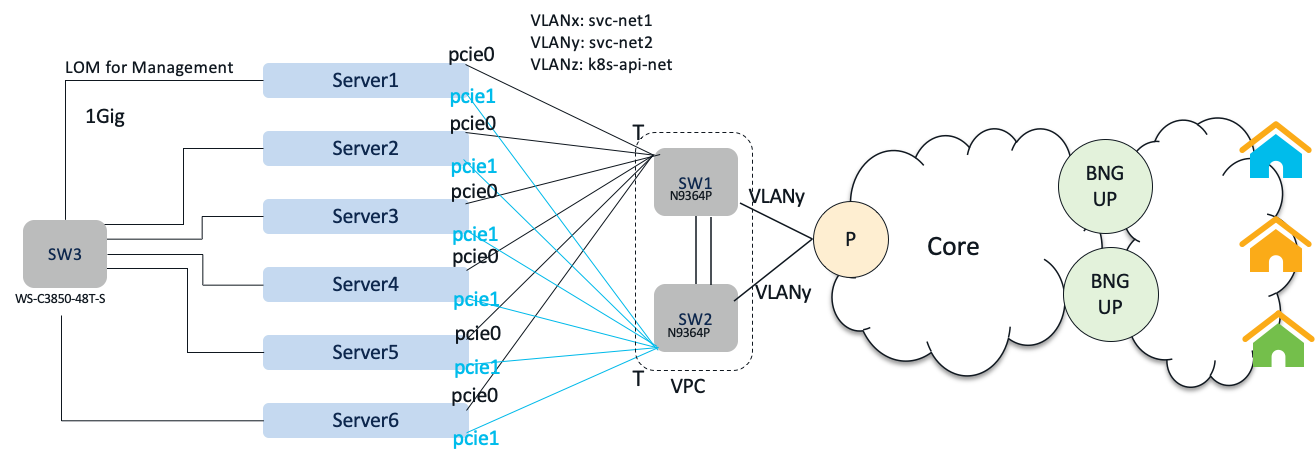 VLANx: svc-net1
VLANy: svc-net2
VLANz: k8s-api-net
LOM for Management
1Gig
Server1
pcie0
pcie1
Server2
pcie0
pcie1
Server3
pcie0
pcie1
Server4
pcie0
pcie1
Server5
pcie0
pcie1
Server6
pcie0
pcie1
SW3
WS-C3850-48T-S
T
SW1
N9364P
SW2
N9364P
T
VPC
VLANy
VLANy
P
Core
BNG
UP
BNG
UP